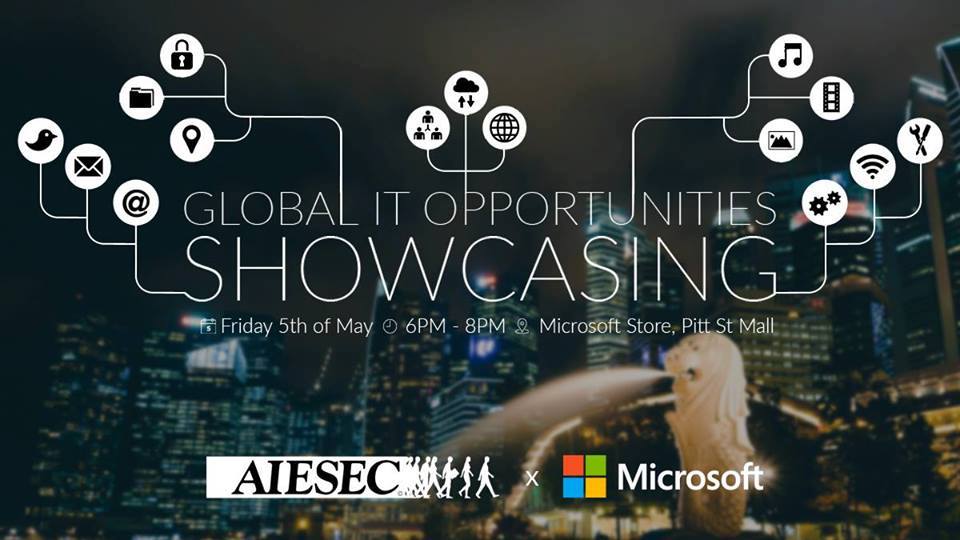 GLOBAL IT OPPORTUNITIES
SHOWCASING
Friday 5th of May 6PM - 8PM Microsoft Store, Pitt St Mall
AIESEC x Microsoft